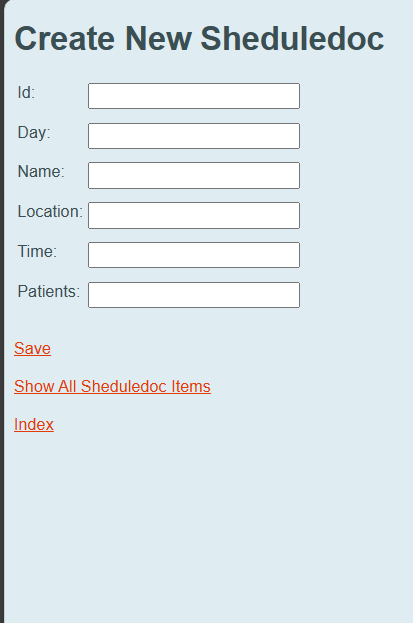 Create New Sheduledoc
Id:
Day:
Name:
Location:
Time:
Patients:
Save
Show All Sheduledoc Items
Index